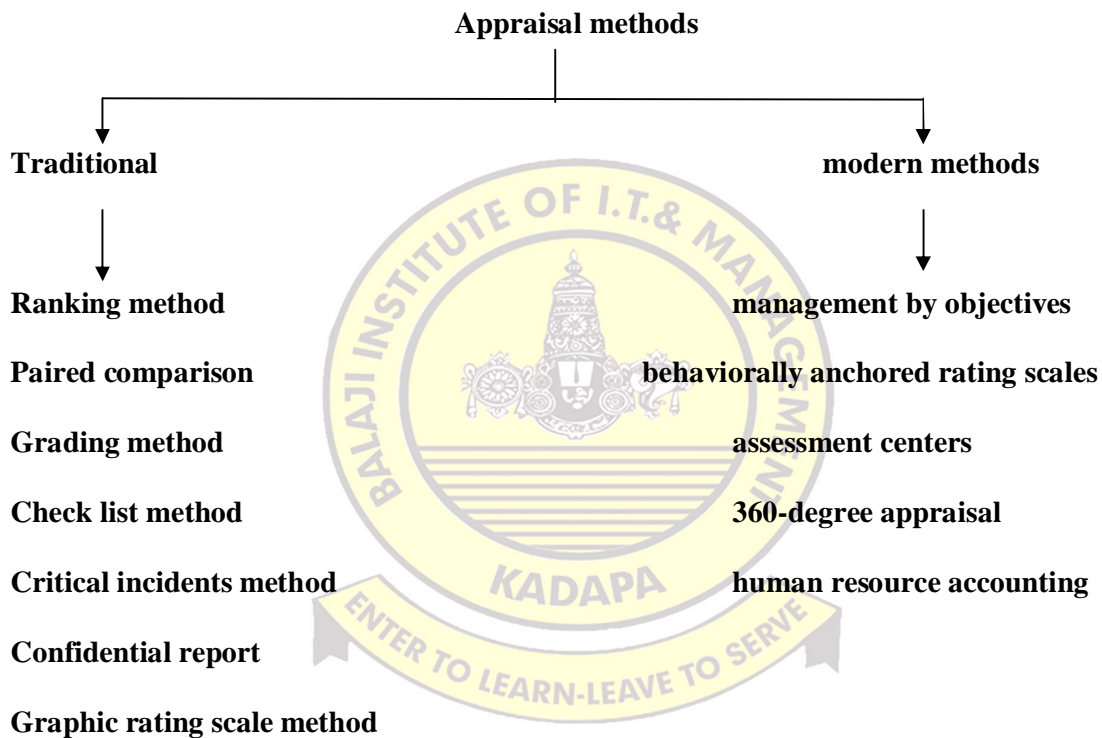 Appraisal methods
Traditional
modern methods
Ranking method
management by objectives
Paired comparison
behaviorally anchored rating scales
Grading method
assessment centers
Check list method
360-degree appraisal
Critical incidents method
human resource accounting
Confidential report
Graphic rating scale method
BALAJI INSTITUTE OF I.T.& MANAGEMENT
KADAPA
ENTER TO LEARN-LEAVE TO SERVE